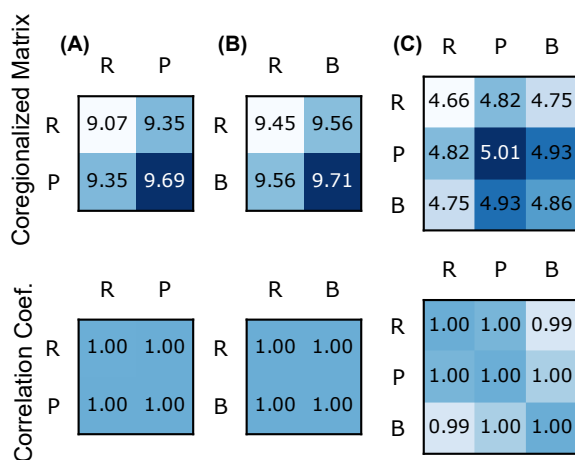 (A) (B) (C)
R P R B R P B
R 9.07 9.35 R 9.45 9.56 R 4.66 4.82 4.75
P 9.35 9.69 B 9.56 9.71 P 4.82 5.01 4.93
B 4.75 4.93 4.86
Coregionalized Matrix
R P R B R P B
R 1.00 1.00 R 1.00 1.00 R 1.00 1.00 0.99
P 1.00 1.00 B 1.00 1.00 P 1.00 1.00 1.00
B 0.99 1.00 1.00
Correlation Coef.